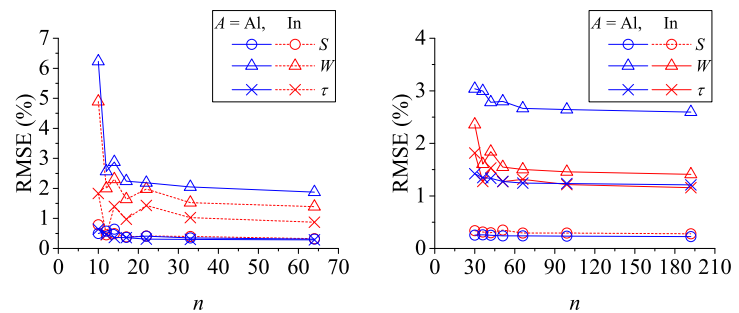 A = Al, In
S
W
τ
RMSE (%)
7
6
5
4
3
2
1
0
0 10 20 30 40 50 60 70
n
A = Al, In
S
W
τ
RMSE (%)
4
3
2
1
0
0 30 60 90 120 150 180 210
n